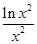 ln x²
x²